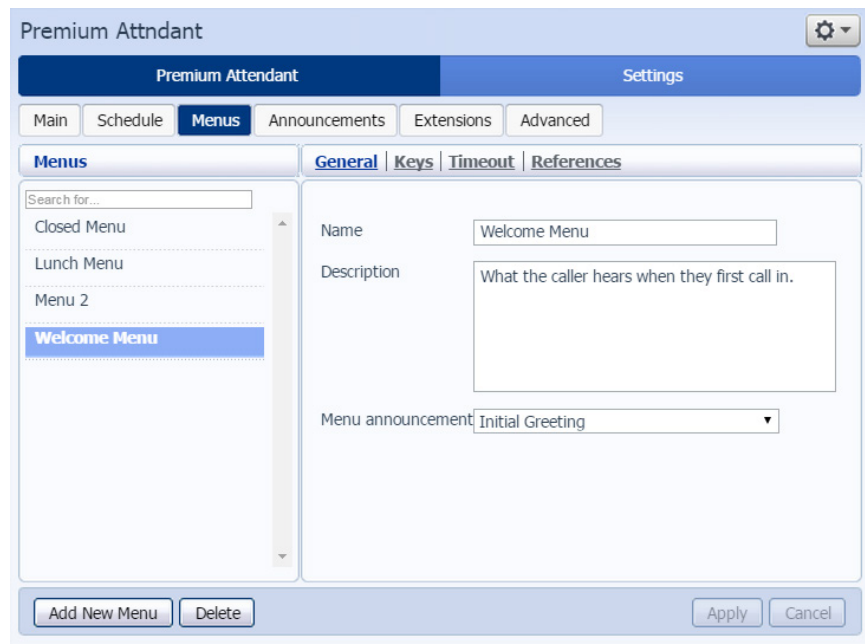 Premium Attndant
Premium Attendant Settings
Main Schedule Menus Announcements Extensions Advanced
Menus
General | Keys | Timeout | References
Search for...
Closed Menu
Lunch Menu
Menu 2
Welcome Menu
Name Welcome Menu
Description What the caller hears when they first call in.
Menu announcement Initial Greeting
Add New Menu Delete Apply Cancel